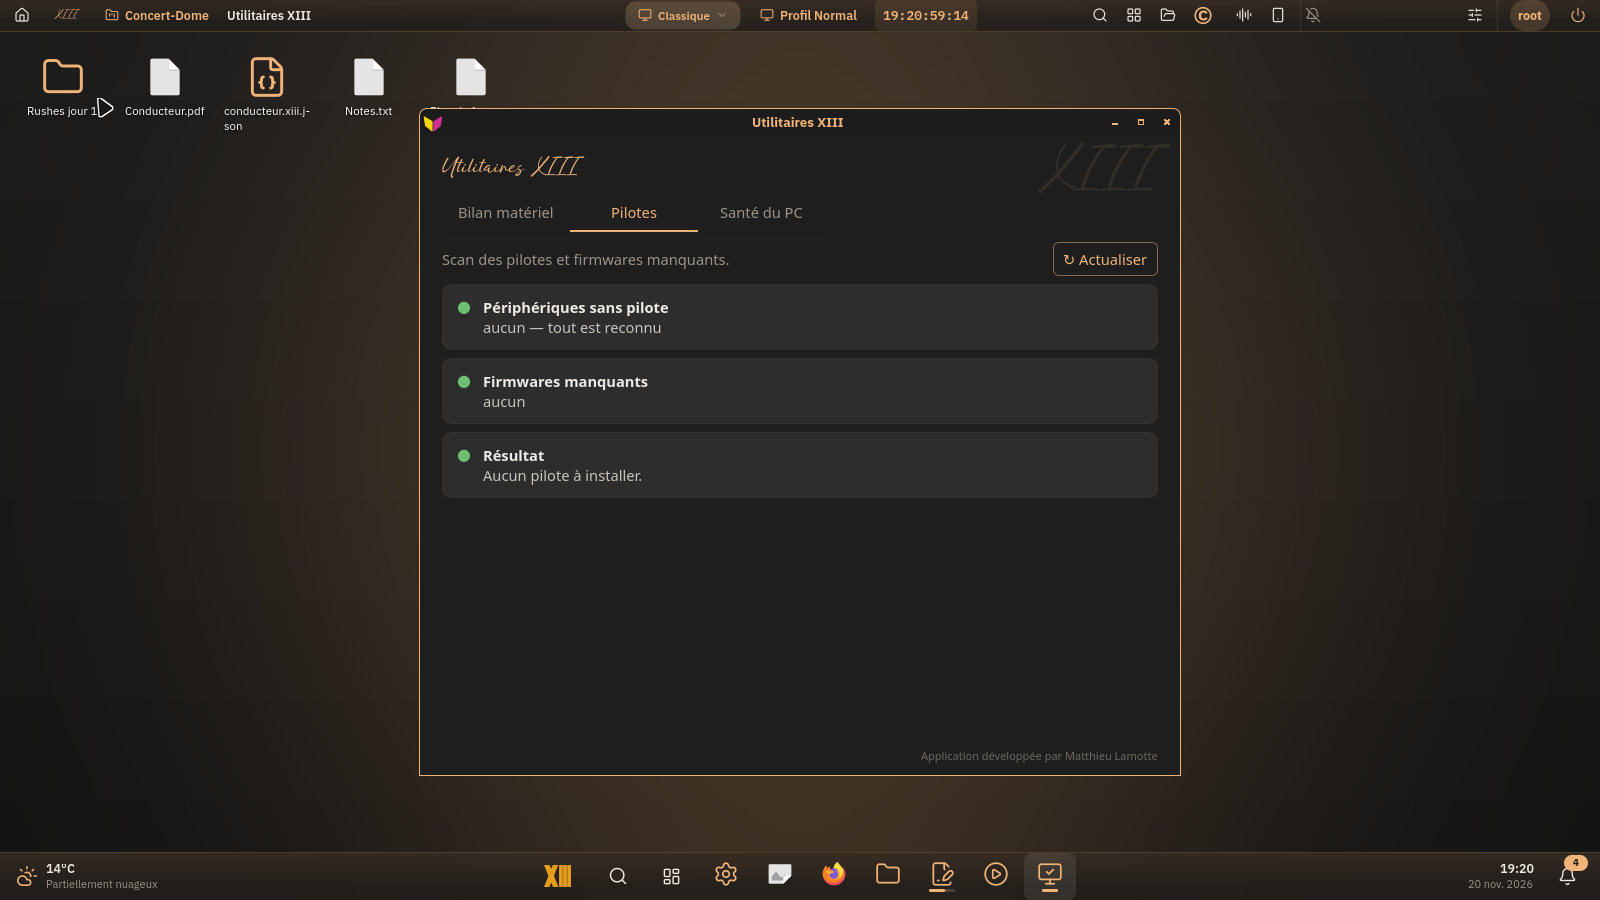 XIII
Concert-Dome
Utilitaires XIII
Classique
Profil Normal
19:20:59:14
root
Rushes jour 1
Conducteur.pdf
conducteur.xiii.j-
son
Notes.txt
Utilitaires XIII
Utilitaires XIII
XIII
Bilan matériel
Pilotes
Santé du PC
Scan des pilotes et firmwares manquants.
↻ Actualiser
Périphériques sans pilote
aucun — tout est reconnu
Firmwares manquants
aucun
Résultat
Aucun pilote à installer.
Application développée par Matthieu Lamotte
14°C
Partiellement nuageux
XIII
19:20
20 nov. 2026
4